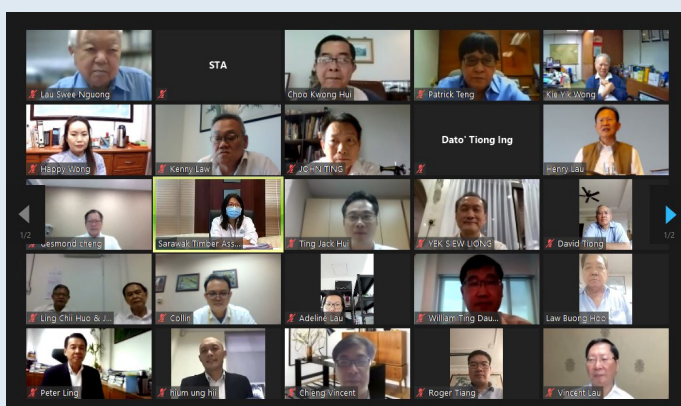 Lau Swee Nguong
STA
Choo Kwong Hui
Patrick Teng
Kie Yik Wong
Happy Wong
Kenny Law
JOHN TING
Dato' Tiong Ing
Henry Lau
desmond cheng
Sarawak Timber Ass...
Ting Jack Hui
YEK SIEW LIONG
David Tiong
1/2
1/2
Ling Chii Huo & J...
Collin
Adeline Lau
William Ting Dau...
Law Buong Hoo
Peter Ling
hium ung hii
Chieng Vincent
Roger Tiang
Vincent Lau